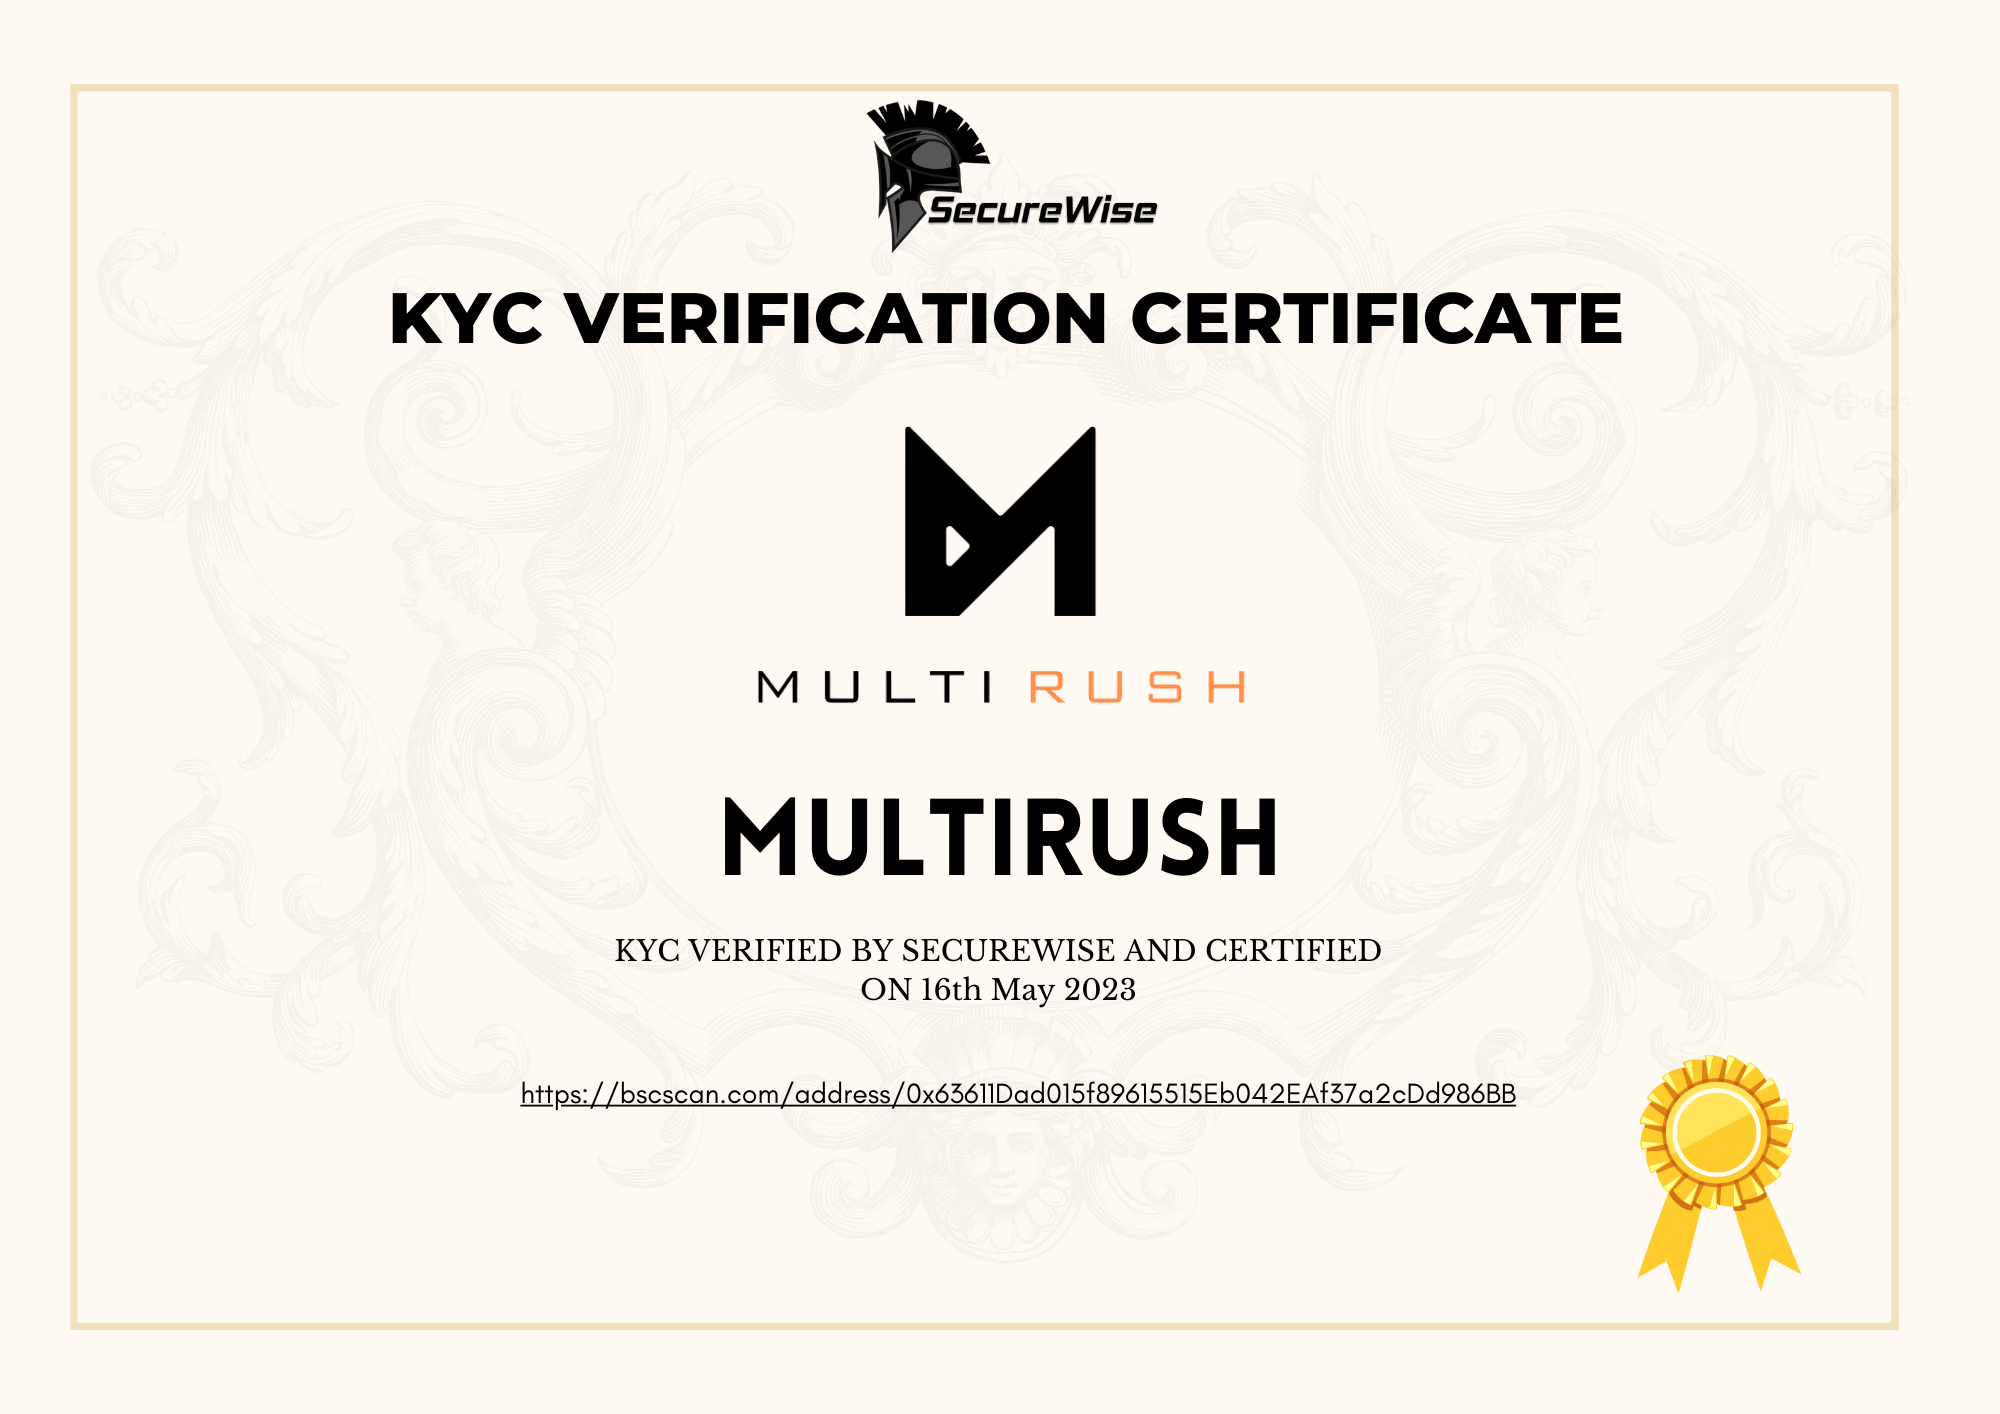 SecureWise
KYC VERIFICATION CERTIFICATE
MULTI RUSH
MULTIRUSH
KYC VERIFIED BY SECUREWISE AND CERTIFIED
ON 16th May 2023
https://bscscan.com/address/0x63611Dad015f89615515Eb042EAf37a2cDd986BB